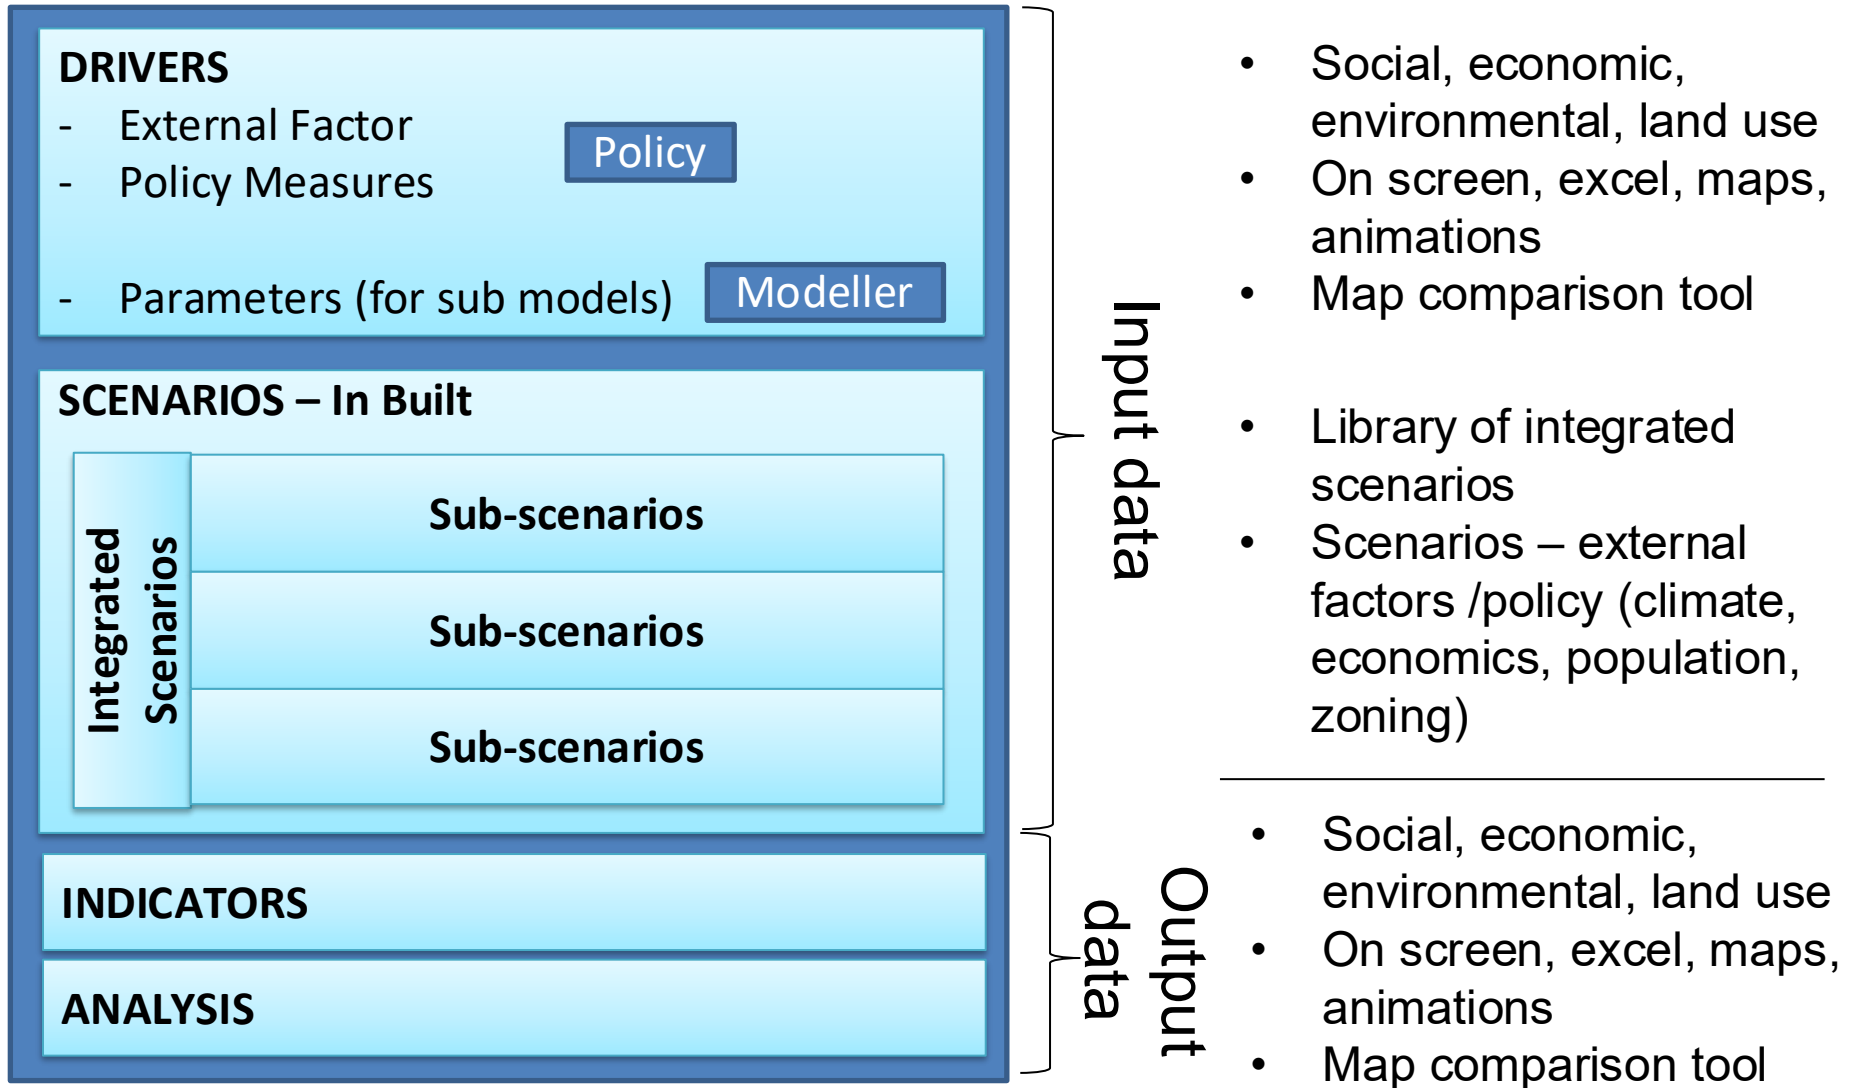 DRIVERS
- External Factor
- Policy Measures
Policy
- Parameters (for sub models)
Modeller
SCENARIOS – In Built
Integrated
Scenarios
Sub-scenarios
Sub-scenarios
Sub-scenarios
INDICATORS
ANALYSIS
Input data
Output
data
• Social, economic,
environmental, land use
• On screen, excel, maps,
animations
• Map comparison tool
• Library of integrated
scenarios
• Scenarios – external
factors /policy (climate,
economics, population,
zoning)
• Social, economic,
environmental, land use
• On screen, excel, maps,
animations
• Map comparison tool